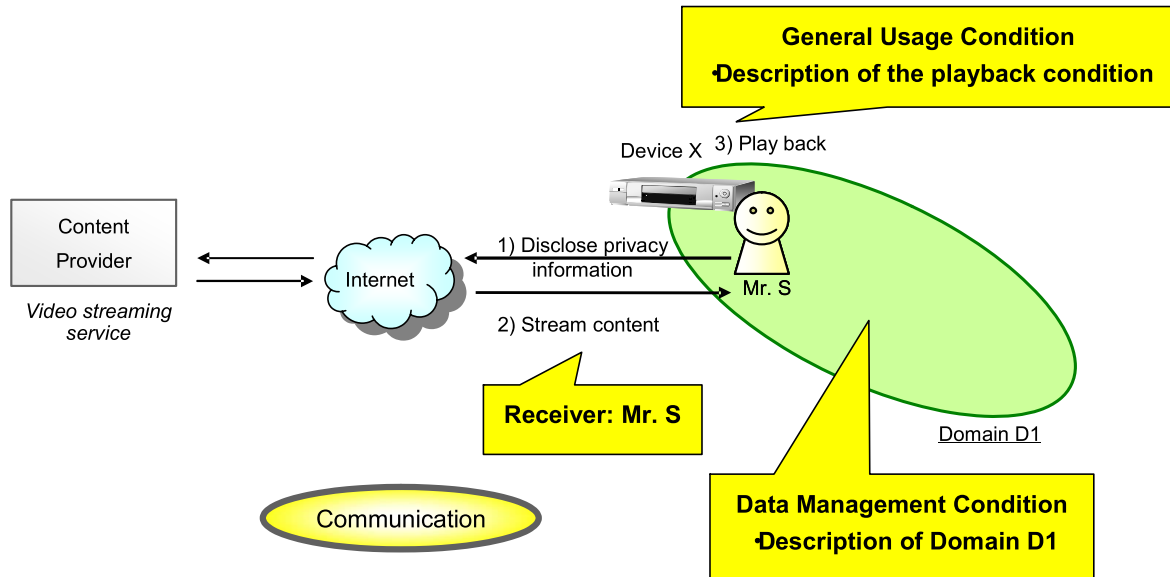 General Usage Condition
•Description of the playback condition
3) Play back
Device X
Content
Provider
Video streaming
service
Internet
1) Disclose privacy
information
Mr. S
2) Stream content
Receiver: Mr. S
Domain D1
Data Management Condition
•Description of Domain D1
Communication